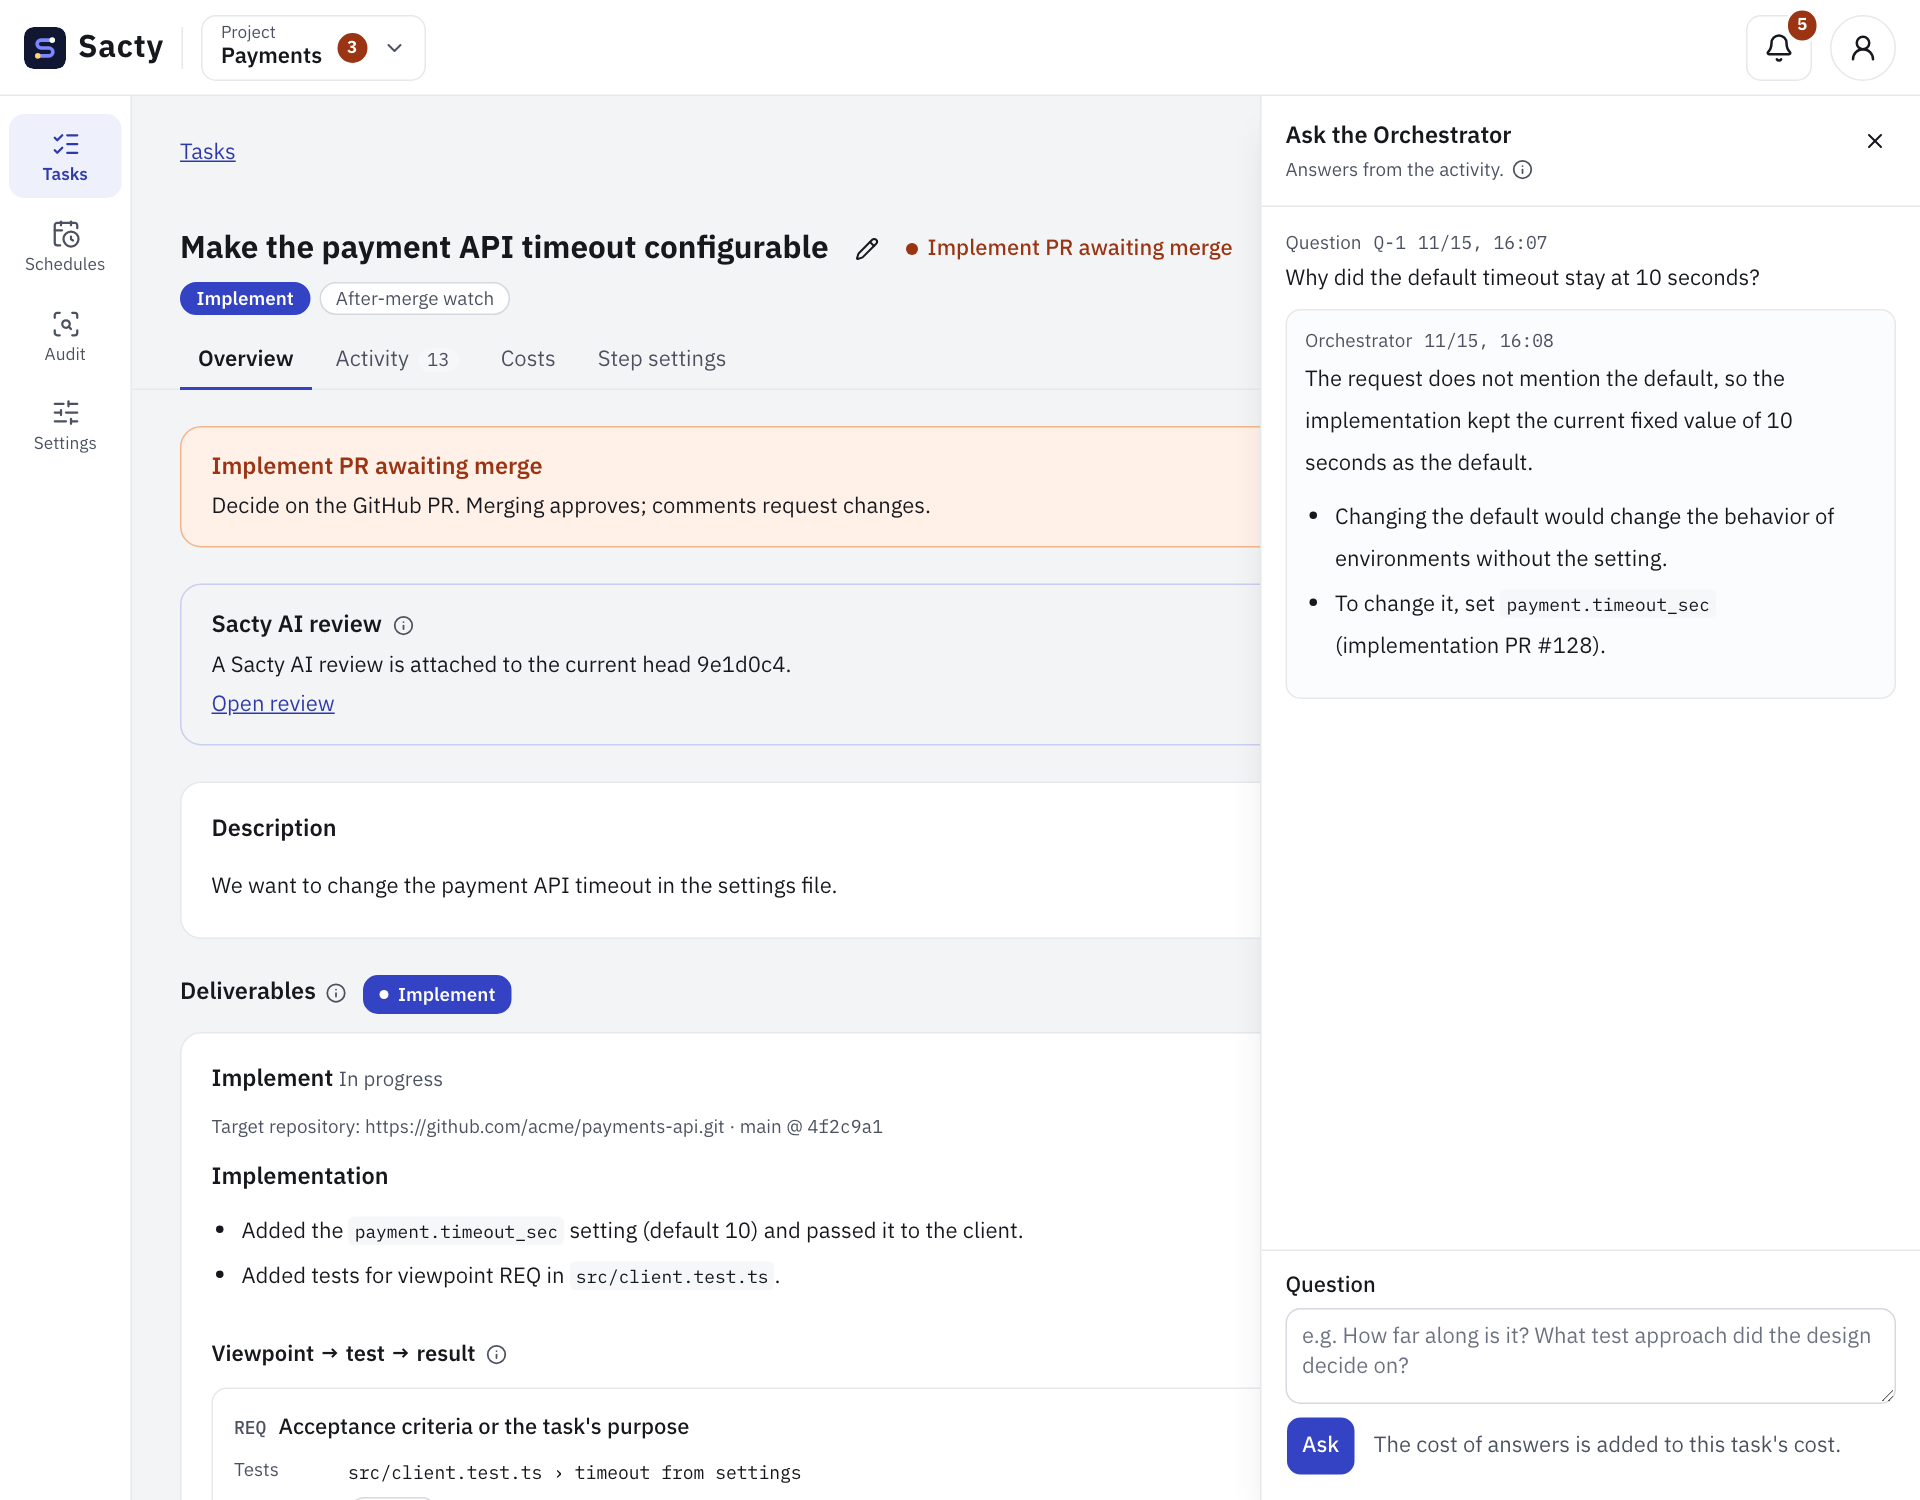 Sacty
Project
Payments
3
5
Tasks
Schedules
Audit
Settings
Tasks
Make the payment API timeout configurable
Implement PR awaiting merge
Implement
After-merge watch
Overview
Activity 13
Costs
Step settings
Implement PR awaiting merge
Decide on the GitHub PR. Merging approves; comments request changes.
Sacty AI review
A Sacty AI review is attached to the current head 9e1d0c4.
Open review
Description
We want to change the payment API timeout in the settings file.
Deliverables
Implement
Implement In progress
Target repository: https://github.com/acme/payments-api.git · main @ 4f2c9a1
Implementation
• Added the payment.timeout_sec setting (default 10) and passed it to the client.
• Added tests for viewpoint REQ in src/client.test.ts.
Viewpoint → test → result
REQ Acceptance criteria or the task's purpose
Tests src/client.test.ts › timeout from settings
Ask the Orchestrator
Answers from the activity.
Question Q-1 11/15, 16:07
Why did the default timeout stay at 10 seconds?
Orchestrator 11/15, 16:08
The request does not mention the default, so the
implementation kept the current fixed value of 10
seconds as the default.
• Changing the default would change the behavior of
environments without the setting.
• To change it, set payment.timeout_sec
(implementation PR #128).
Question
e.g. How far along is it? What test approach did the design
decide on?
Ask
The cost of answers is added to this task's cost.